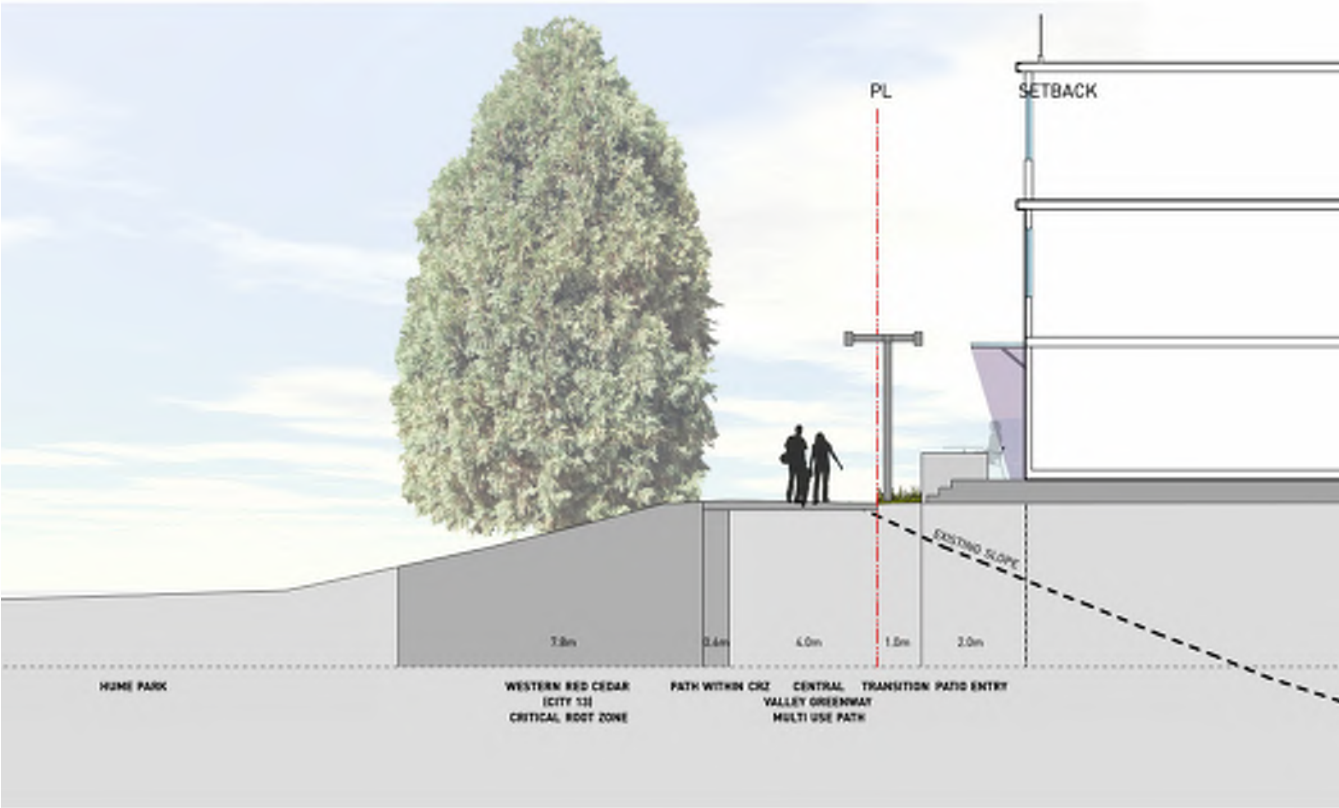 PL
SETBACK
EXISTING SLOPE
7.8m
0.6m
4.0m
1.0m
2.0m
HUME PARK
WESTERN RED CEDAR
(CITY 13)
CRITICAL ROOT ZONE
PATH WITHIN CRZ
CENTRAL
VALLEY GREENWAY
MULTI USE PATH
TRANSITION
PATIO ENTRY